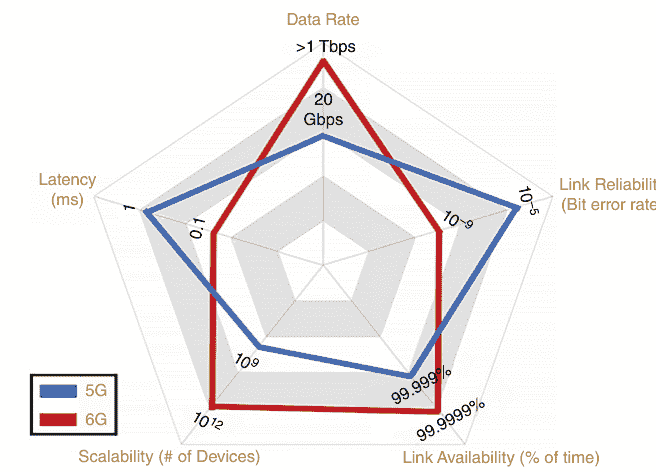 Data Rate
>1 Tbps
20
Gbps
Latency
(ms)
1
0.1
10⁻⁹
10⁻⁵
Link Reliabilit
(Bit error rate
10⁹
99.999%
10¹²
99.9999%
5G
6G
Scalability (# of Devices)
Link Availability (% of time)